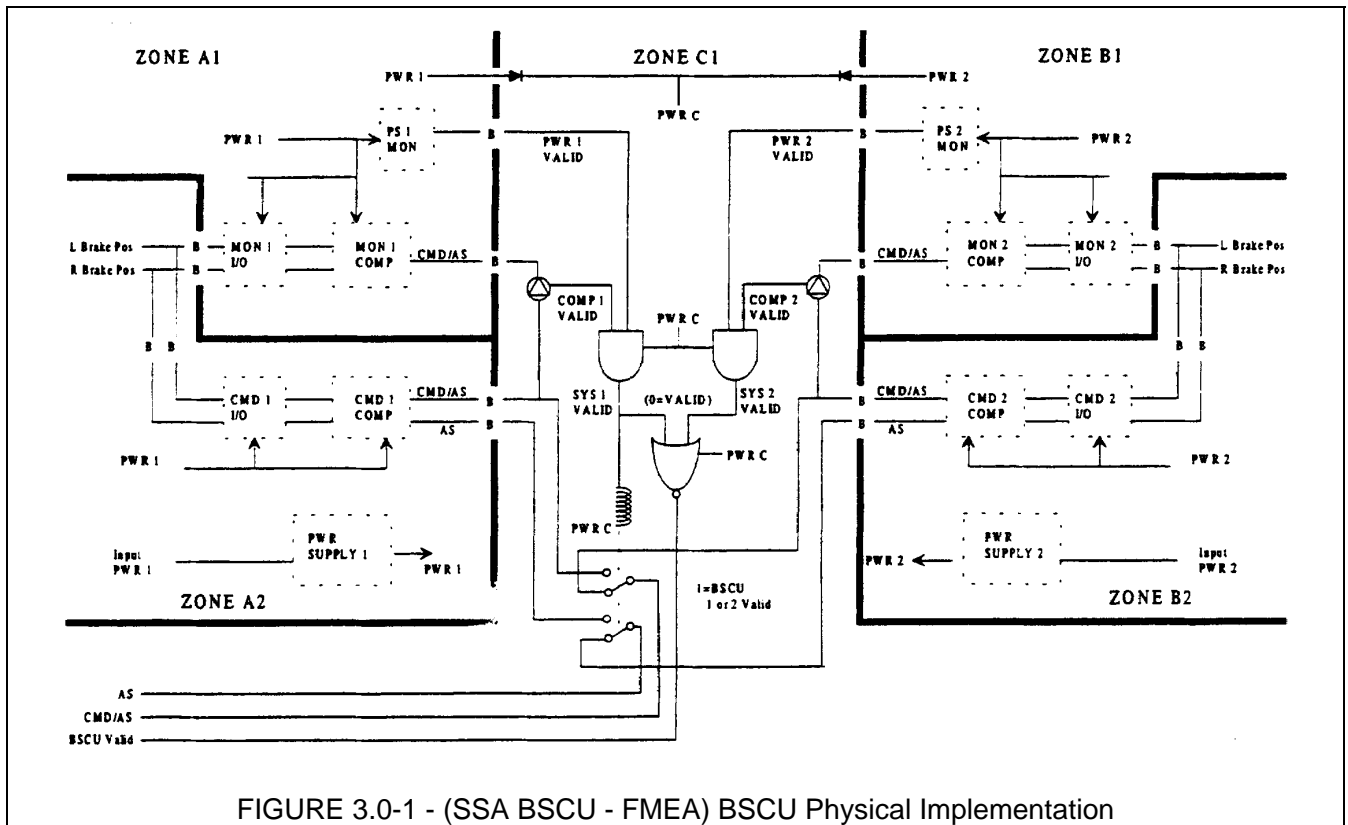 ZONE A1
ZONE C1
ZONE B1
PWR 1
PWR 2
PWR C
PWR 1
PS 1
MON
B
PWR 1
VALID
PWR 2
VALID
B
PS 2
MON
PWR 2
L Brake Pos
R Brake Pos
B
B
MON 1
I/O
MON 1
COMP
CMD/AS
B
COMP 1
VALID
COMP 2
VALID
PWR C
B
CMD/AS
MON 2
COMP
MON 2
I/O
B
B
L Brake Pos
R Brake Pos
B B
B B
CMD 1
I/O
CMD 1
COMP
CMD/AS
AS
B
B
SYS 1
VALID
(0=VALID)
SYS 2
VALID
B
B
CMD/AS
AS
CMD 2
COMP
CMD 2
I/O
PWR 1
PWR C
PWR 2
PWR C
Input
PWR 1
PWR
SUPPLY 1
PWR 1
PWR 2
PWR
SUPPLY 2
Input
PWR 2
1=BSCU
1 or 2 Valid
ZONE A2
ZONE B2
AS
CMD/AS
BSCU Valid
FIGURE 3.0-1 - (SSA BSCU - FMEA) BSCU Physical Implementation